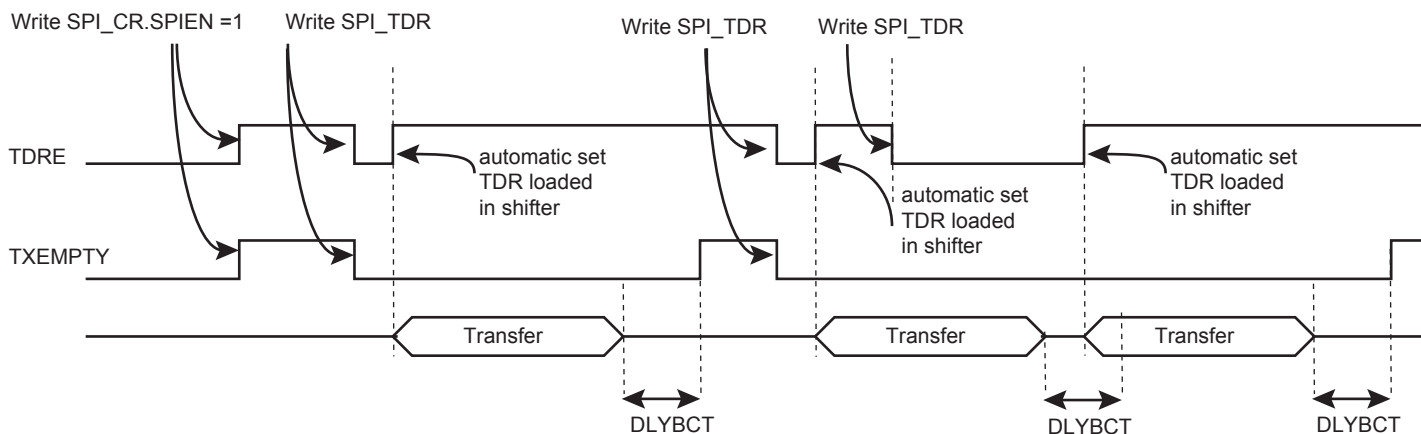 Write SPI_CR.SPIEN =1
Write SPI_TDR
Write SPI_TDR
Write SPI_TDR
TDRE
automatic set
TDR loaded
in shifter
automatic set
TDR loaded
in shifter
automatic set
TDR loaded
in shifter
TXEMPTY
Transfer
Transfer
Transfer
DLYBCT
DLYBCT
DLYBCT